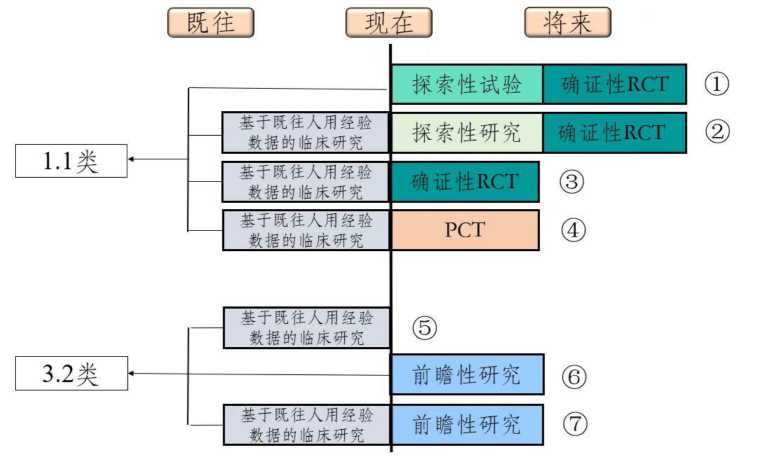 既往 现在 将来
探索性试验 确证性RCT ①
基于既往人用经验
数据的临床研究 探索性研究 确证性RCT ②
1.1类
基于既往人用经验
数据的临床研究 确证性RCT ③
基于既往人用经验
数据的临床研究 PCT ④
基于既往人用经验
数据的临床研究 ⑤
3.2类
前瞻性研究 ⑥
基于既往人用经验
数据的临床研究 前瞻性研究 ⑦